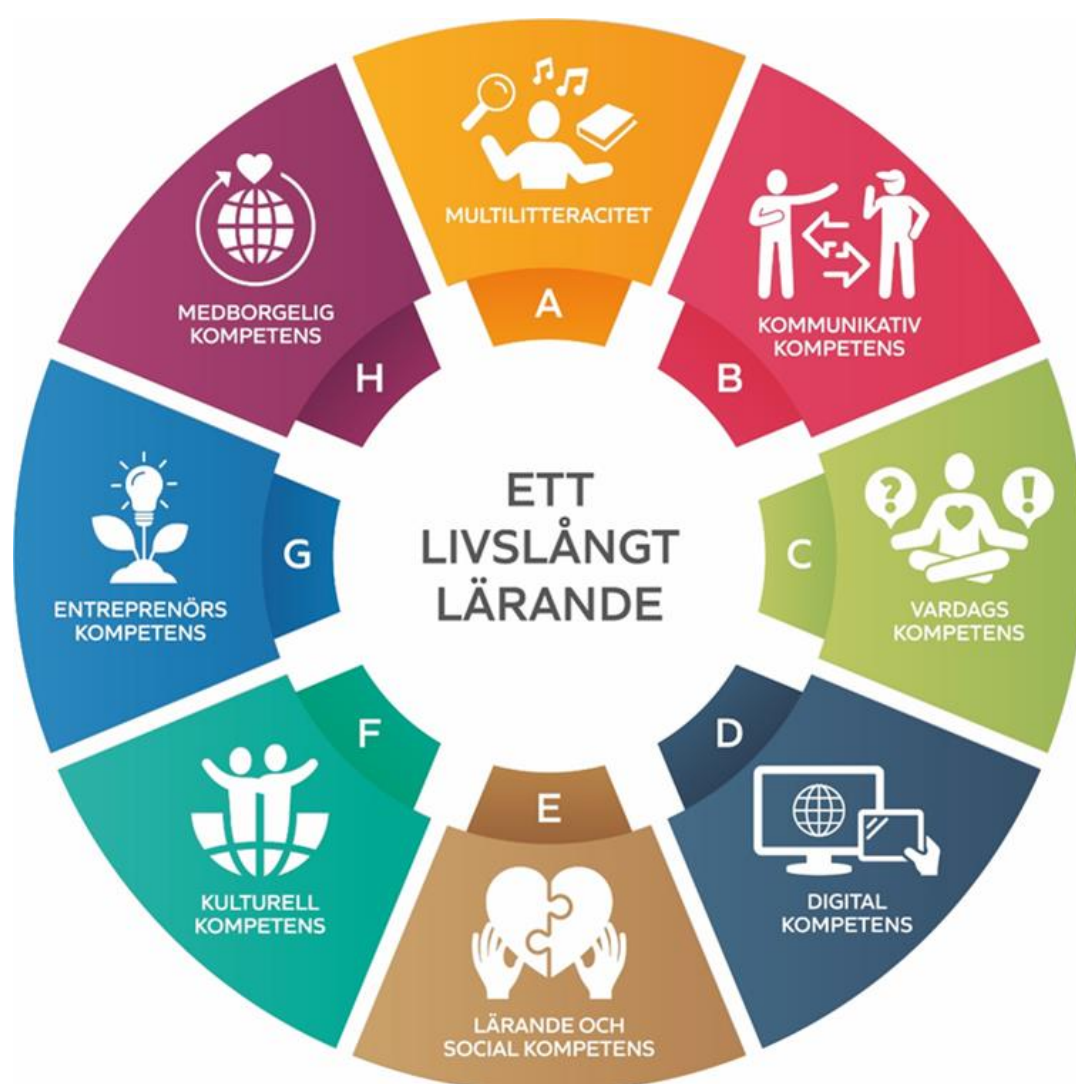 ETT
LIVSLÅNGT
LÄRANDE
MULTILITTERACITET
A
KOMMUNIKATIV
KOMPETENS
B
VARDAGS
KOMPETENS
C
DIGITAL
KOMPETENS
D
LÄRANDE OCH
SOCIAL KOMPETENS
E
KULTURELL
KOMPETENS
F
ENTREPRENÖRS
KOMPETENS
G
MEDBORGELIG
KOMPETENS
H
?
!